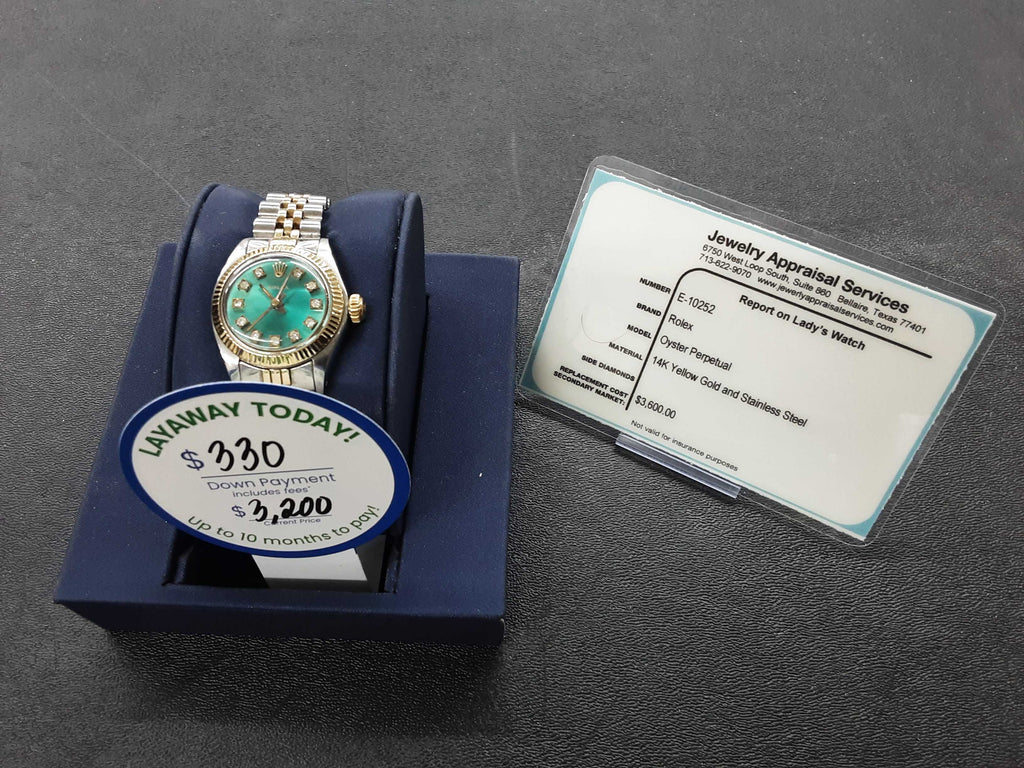 LAYAWAY TODAY!
$ 330
Down Payment
includes fees*
$ 3,200
Current Price
Up to 10 months to pay!
Jewelry Appraisal Services
6750 West Loop South, Suite 860 Bellaire, Texas 77401
713-622-9070 www.jewerlyappraisalservices.com
Report on Lady's Watch
NUMBER E-10252
BRAND Rolex
MODEL Oyster Perpetual
MATERIAL 14K Yellow Gold and Stainless Steel
SIDE DIAMONDS
REPLACEMENT COST
SECONDARY MARKET: $3,600.00
Not valid for insurance purposes